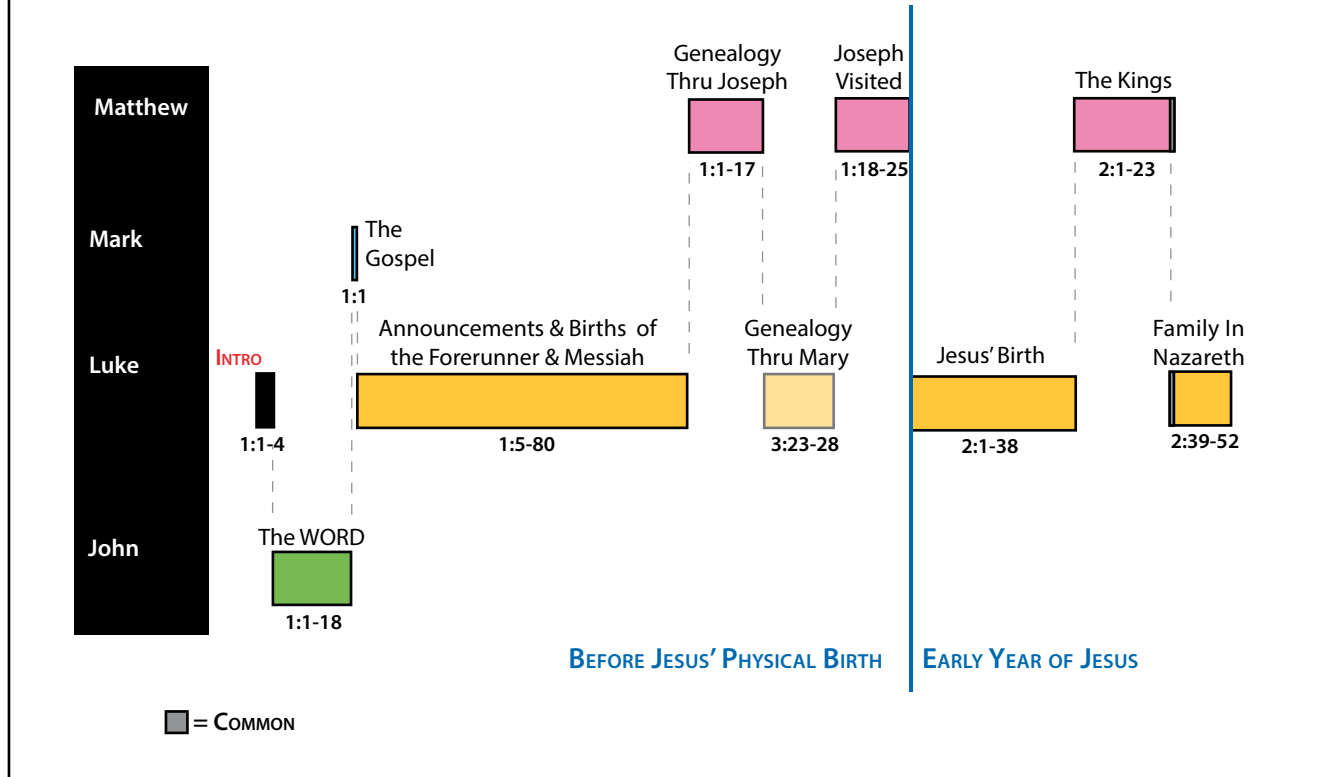 Genealogy
Thru Joseph
Joseph
Visited
The Kings
Matthew
1:1-17
1:18-25
2:1-23
Mark
The
Gospel
1:1
Announcements & Births of
the Forerunner & Messiah
Genealogy
Thru Mary
Jesus' Birth
Family In
Nazareth
Luke
INTRO
1:1-4
1:5-80
3:23-28
2:1-38
2:39-52
John
The WORD
1:1-18
BEFORE JESUS' PHYSICAL BIRTH
EARLY YEAR OF JESUS
= COMMON